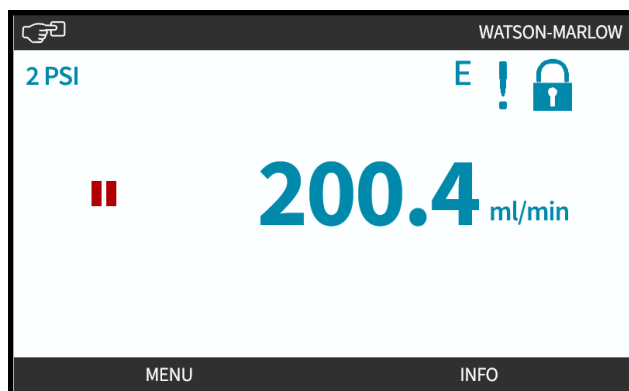 WATSON-MARLOW
2 PSI
E !
200.4 ml/min
MENU INFO